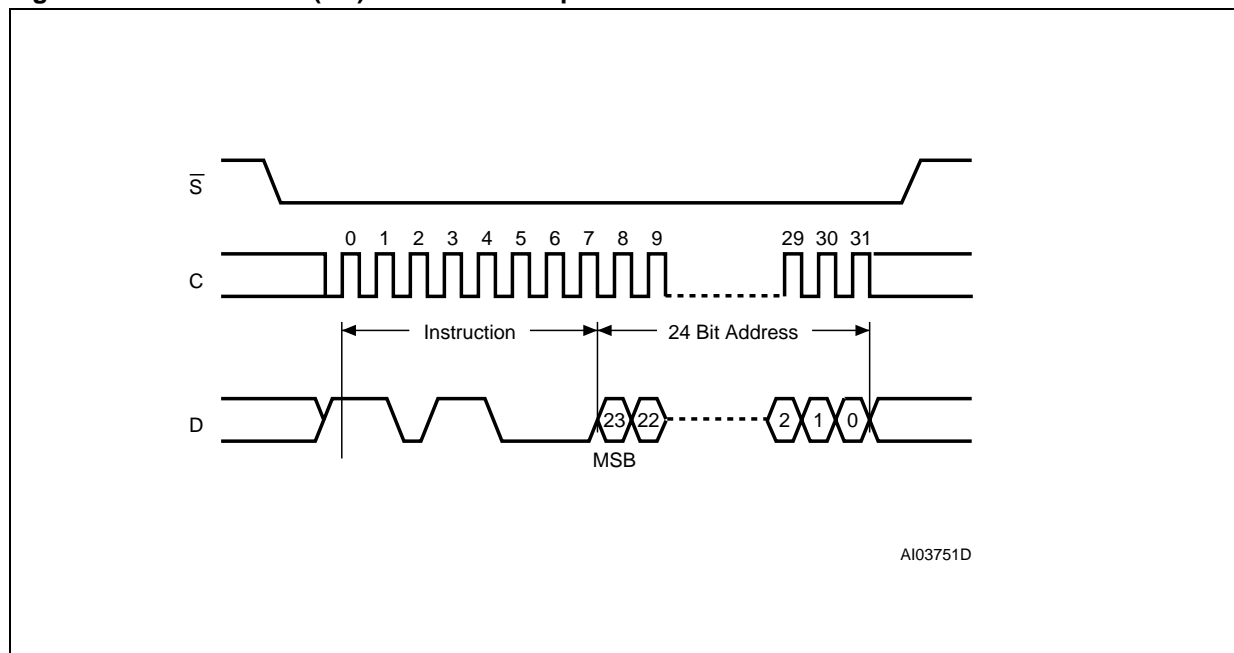 S̅
0 1 2 3 4 5 6 7 8 9 29 30 31
C
Instruction 24 Bit Address
D
23 22 2 1 0
MSB
AI03751D